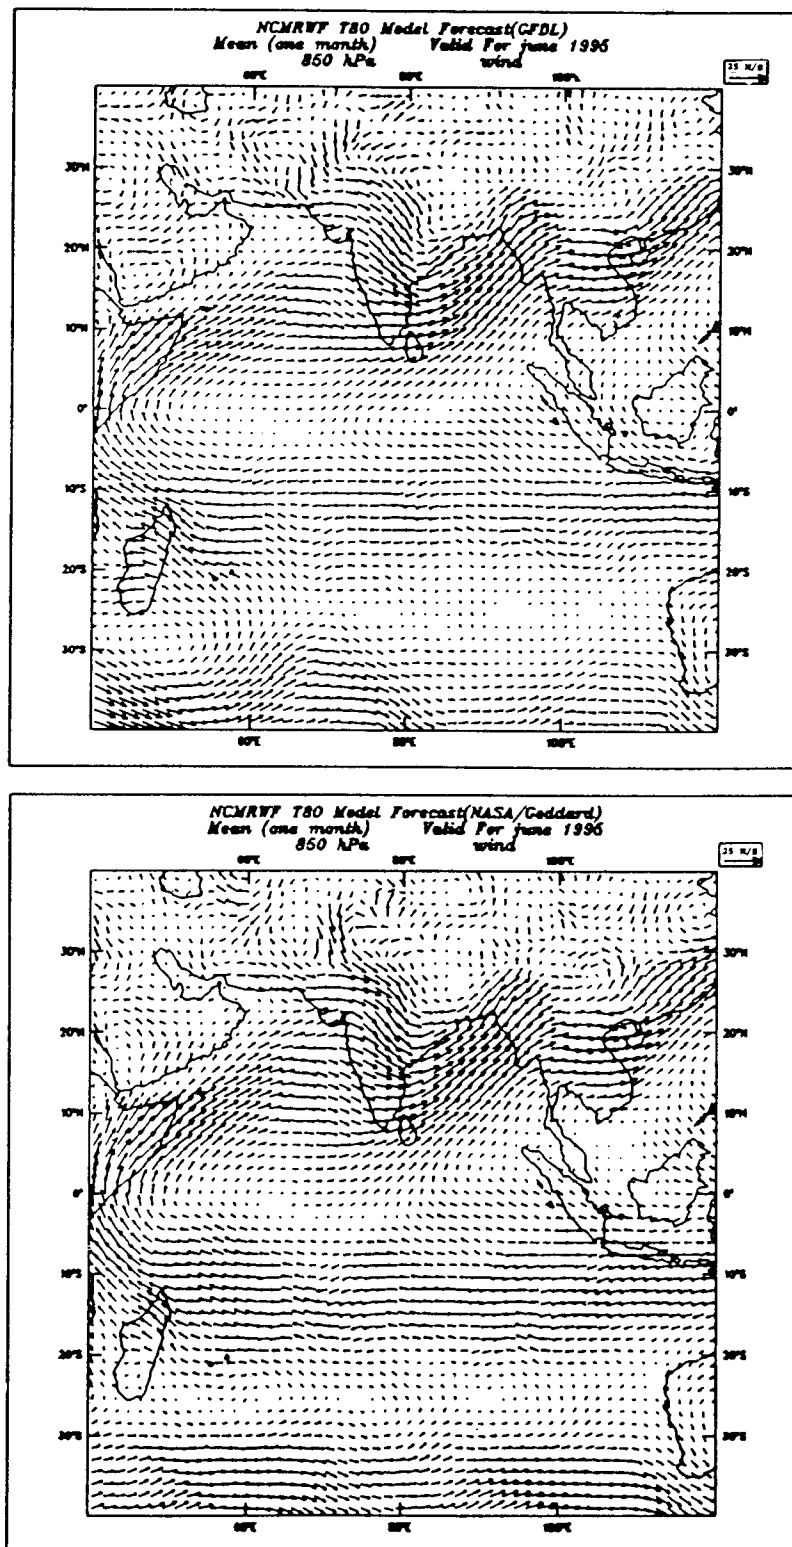 NCMRWF T80 Model Forecast(GFDL)
Mean (one month) Valid For june 1995
850 hPa wind
25 M/S
60°E 80°E 100°E
30°N 30°N
20°N 20°N
10°N 10°N
0° 0°
10°S 10°S
20°S 20°S
30°S 30°S
60°E 80°E 100°E
NCMRWF T80 Model Forecast(NASA/Goddard)
Mean (one month) Valid For june 1995
850 hPa wind
25 M/S
60°E 80°E 100°E
30°N 30°N
20°N 20°N
10°N 10°N
0° 0°
10°S 10°S
20°S 20°S
30°S 30°S
60°E 80°E 100°E